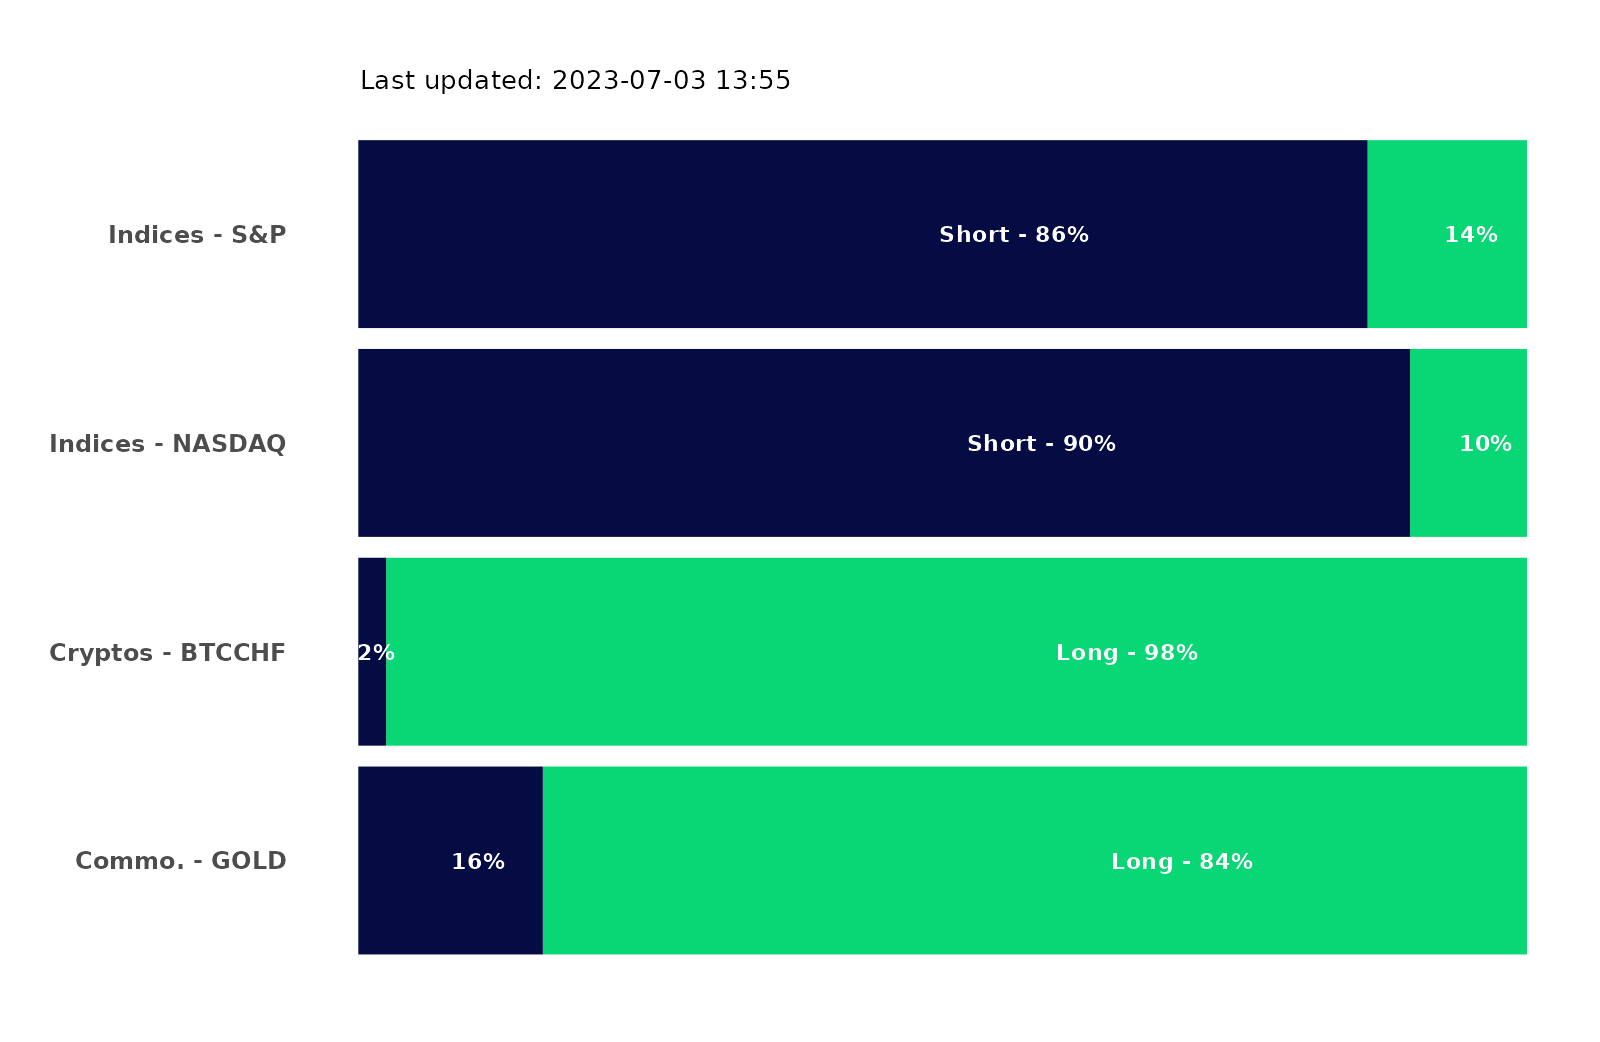 Last updated: 2023-07-03 13:55
Indices - S&P
Short - 86%
14%
Indices - NASDAQ
Short - 90%
10%
Cryptos - BTCCHF
2%
Long - 98%
Commo. - GOLD
16%
Long - 84%